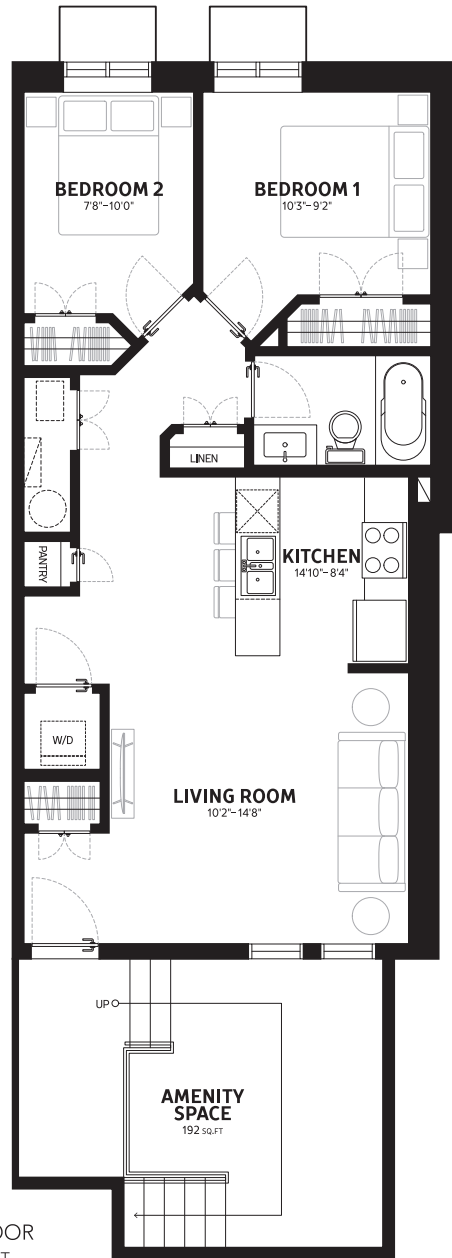 BEDROOM 2
7'8"–10'0"
BEDROOM 1
10'3"–9'2"
LINEN
KITCHEN
14'10"–8'4"
PANTRY
W/D
LIVING ROOM
10'2"–14'8"
UP
AMENITY
SPACE
192 SQ.FT